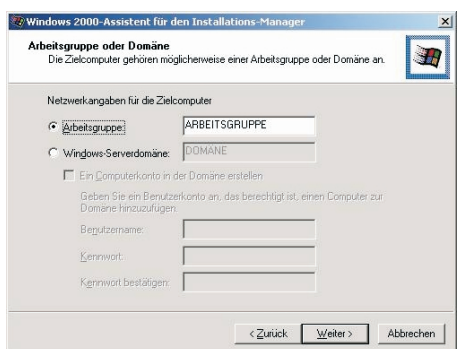 Windows 2000-Assistent für den Installations-Manager
Arbeitsgruppe oder Domäne
Die Zielcomputer gehören möglicherweise einer Arbeitsgruppe oder Domäne an.
Netzwerkangaben für die Zielcomputer
Arbeitsgruppe: ARBEITSGRUPPE
Windows-Serverdomäne: DOMÄNE
Ein Computerkonto in der Domäne erstellen
Geben Sie ein Benutzerkonto an, das berechtigt ist, einen Computer zur
Domäne hinzuzufügen:
Benutzername:
Kennwort:
Kennwort bestätigen:
< Zurück Weiter > Abbrechen